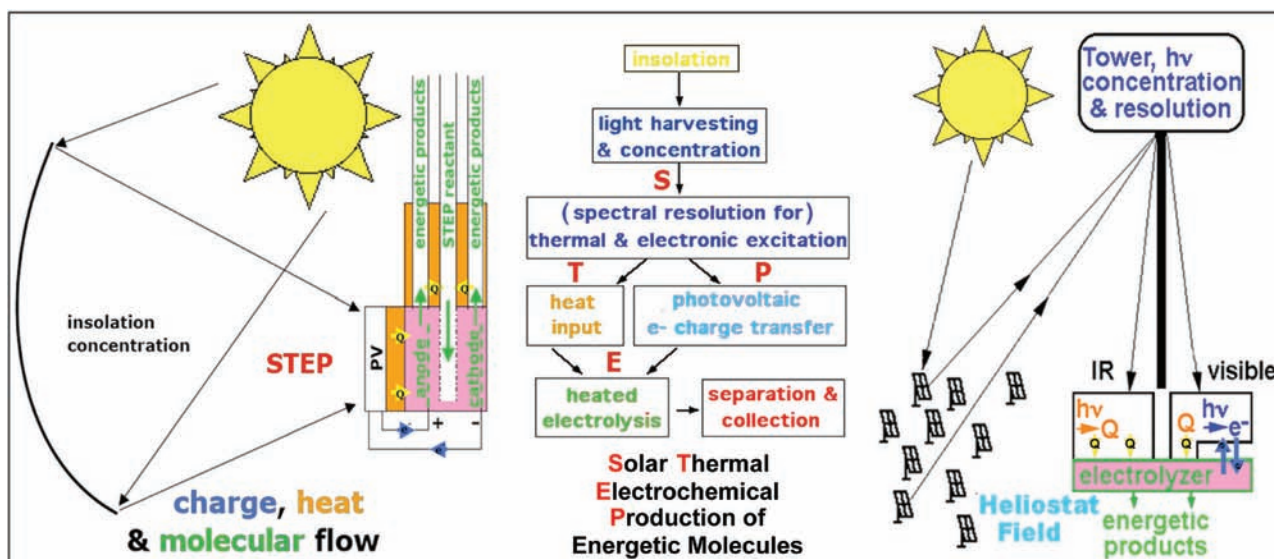 insolation
concentration
STEP
energetic products
STEP reactant
energetic products
Q
Q
PV
Q
Q
anode
cathode
e-
+
-
e-
charge, heat
& molecular flow
insolation
light harvesting
& concentration
S
(spectral resolution for)
thermal & electronic excitation
T
P
heat
input
photovoltaic
e- charge transfer
E
heated
electrolysis
separation &
collection
Solar Thermal
Electrochemical
Production of
Energetic Molecules
Tower, hν
concentration
& resolution
IR
visible
hν
Q
Q
Q
hν
Q
e-
Q
electrolyzer
Heliostat
Field
energetic
products